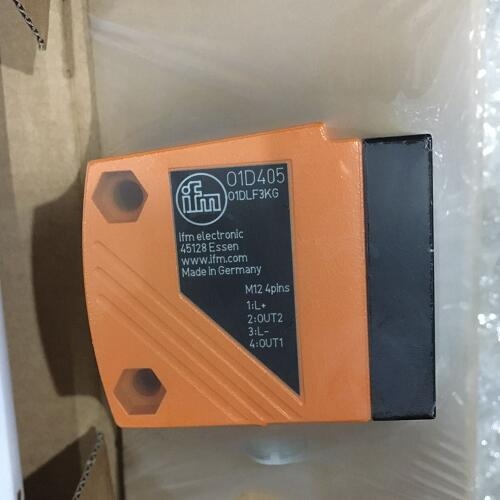 ifm
O1D405
O1DLF3KG
ifm electronic
45128 Essen
www.ifm.com
Made in Germany
M12 4pins
1:L+
2:OUT2
3:L-
4:OUT1